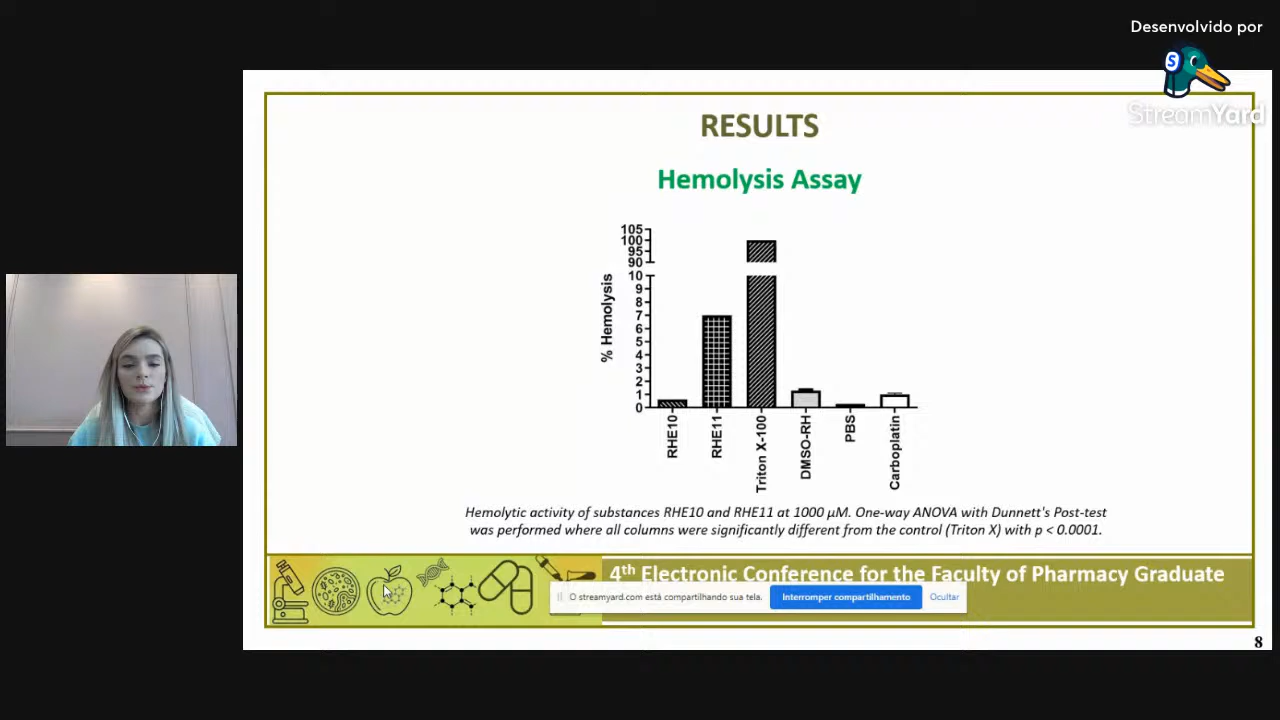 Desenvolvido por
StreamYard
RESULTS
Hemolysis Assay
105
100
95
90
10
9
8
7
6
5
4
3
2
1
0
% Hemolysis
RHE10
RHE11
Triton X-100
DMSO-RH
PBS
Carboplatin
Hemolytic activity of substances RHE10 and RHE11 at 1000 µM. One-way ANOVA with Dunnett's Post-test
was performed where all columns were significantly different from the control (Triton X) with p < 0.0001.
4th Electronic Conference for the Faculty of Pharmacy Graduate
O streamyard.com está compartilhando sua tela.
Interromper compartilhamento
Ocultar
8